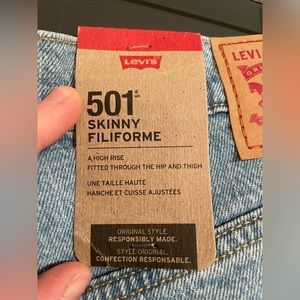 Levi's
501®
SKINNY
FILIFORME
A HIGH RISE
FITTED THROUGH THE HIP AND THIGH
UNE TAILLE HAUTE
HANCHE ET CUISSE AJUSTÉES
ORIGINAL STYLE.
RESPONSIBLY MADE.
STYLE ORIGINAL.
CONFECTION RESPONSABLE.
LEVI